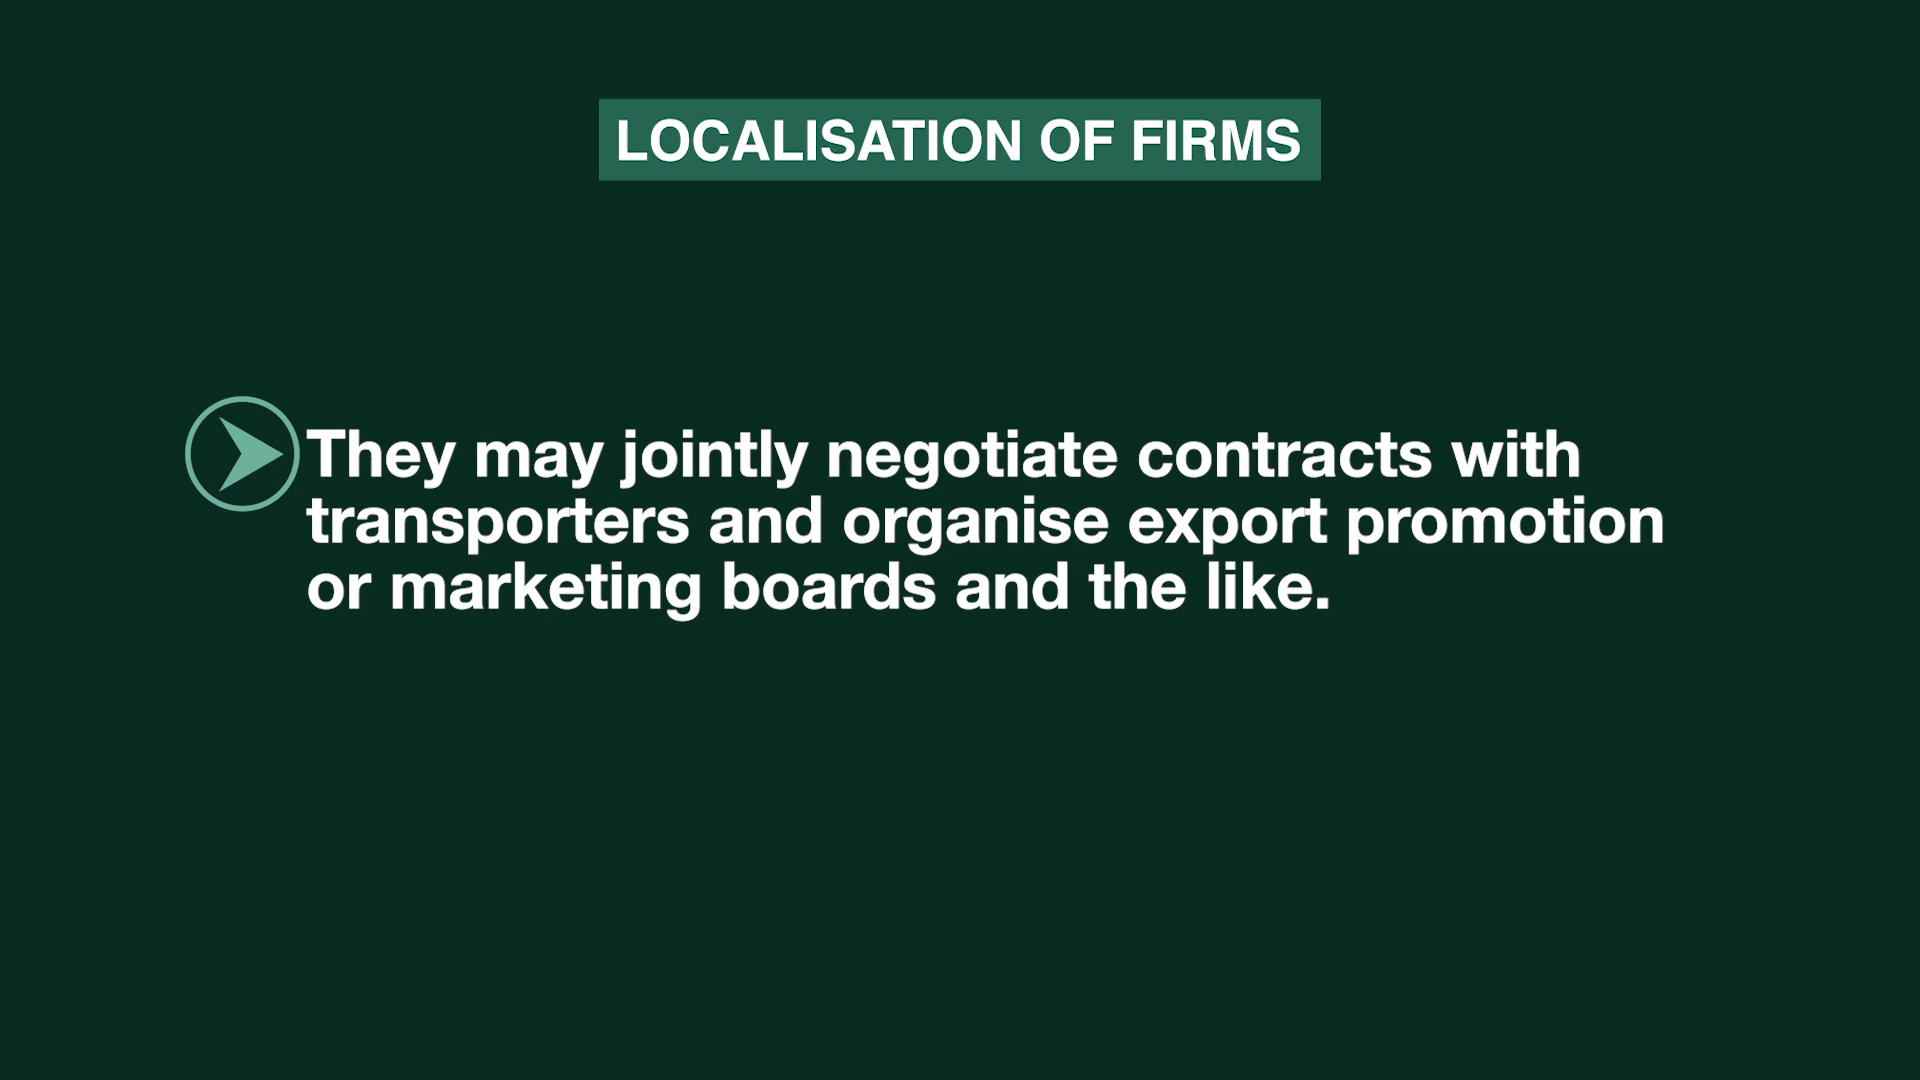 LOCALISATION OF FIRMS
They may jointly negotiate contracts with
transporters and organise export promotion
or marketing boards and the like.